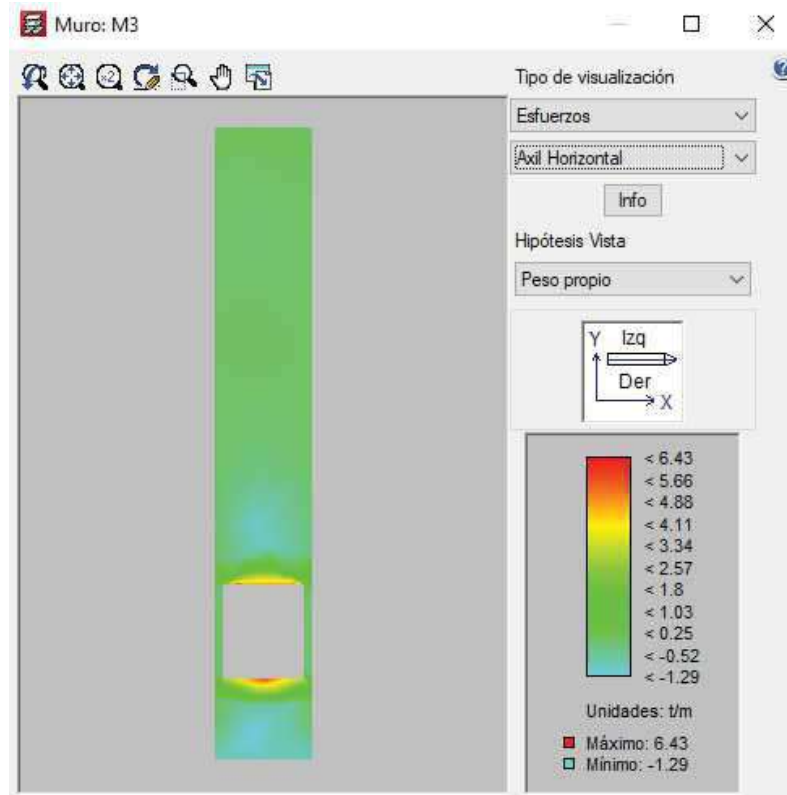 Muro: M3
x2
Tipo de visualización
Esfuerzos
Axil Horizontal
Info
Hipótesis Vista
Peso propio
Y Izq
Der
X
< 6.43
< 5.66
< 4.88
< 4.11
< 3.34
< 2.57
< 1.8
< 1.03
< 0.25
< -0.52
< -1.29
Unidades: t/m
Máximo: 6.43
Mínimo: -1.29